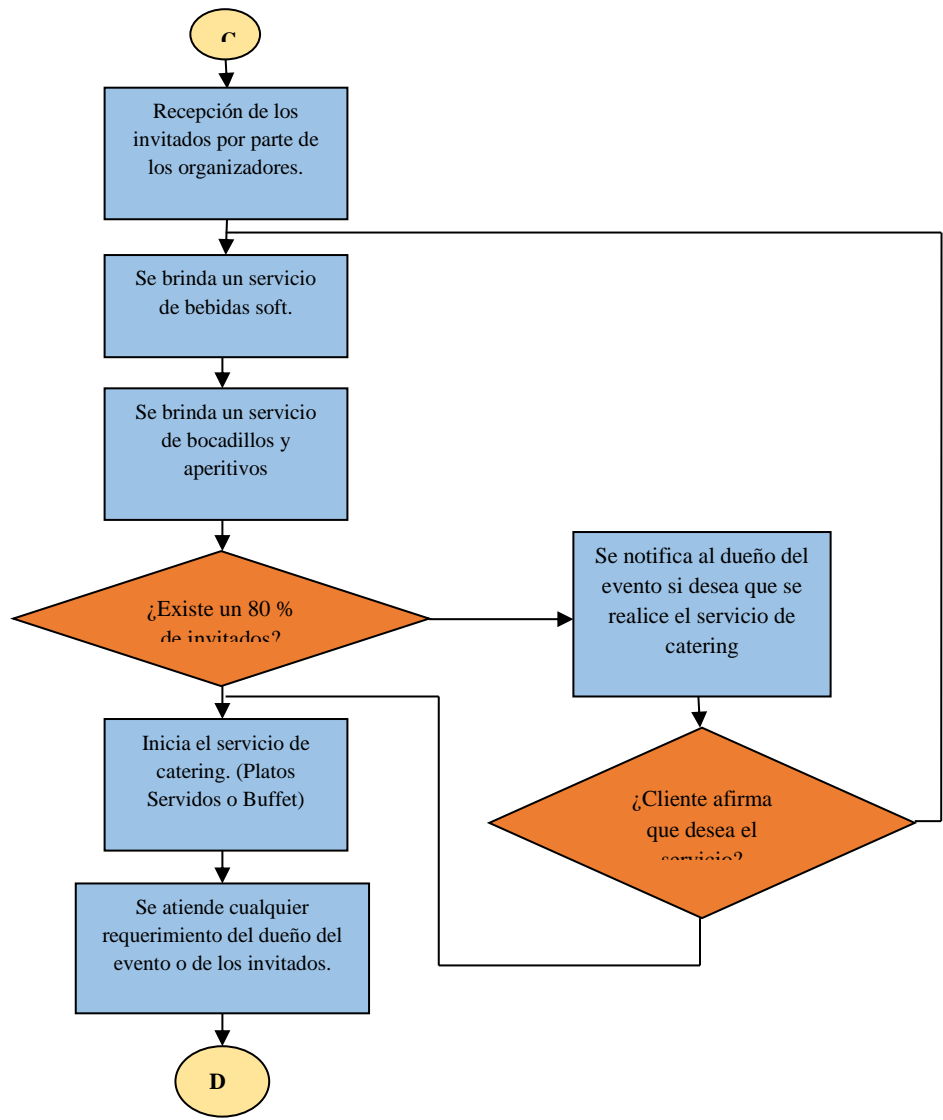 C
Recepción de los
invitados por parte de
los organizadores.
Se brinda un servicio
de bebidas soft.
Se brinda un servicio
de bocadillos y
aperitivos
¿Existe un 80 %
de invitados?
Se notifica al dueño del
evento si desea que se
realice el servicio de
catering
Inicia el servicio de
catering. (Platos
Servidos o Buffet)
¿Cliente afirma
que desea el
servicio?
Se atiende cualquier
requerimiento del dueño del
evento o de los invitados.
D